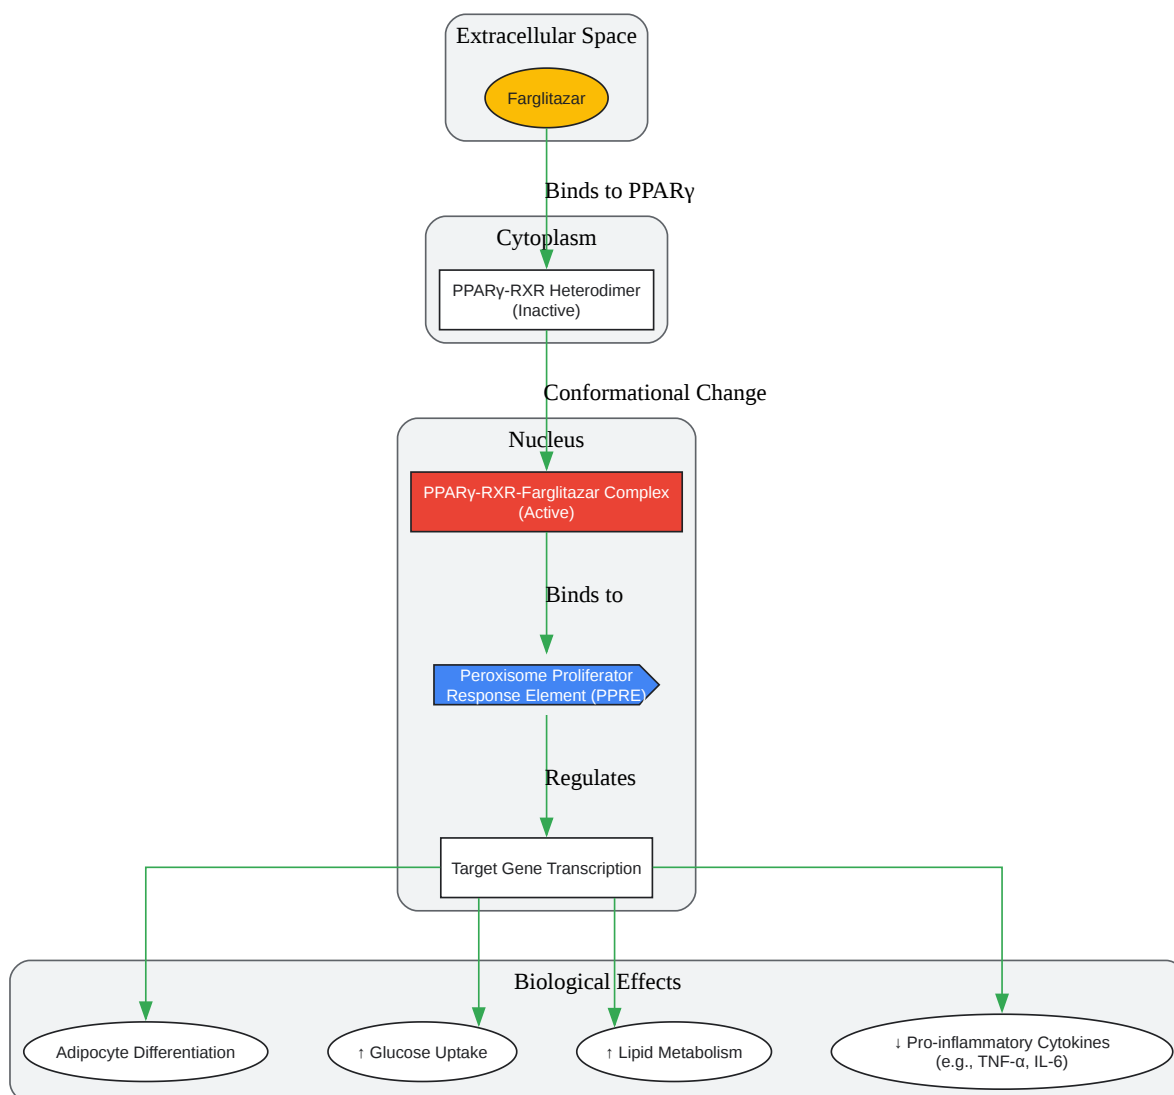 Extracellular Space
Farglitazar
Binds to PPARγ
Cytoplasm
PPARγ-RXR Heterodimer
(Inactive)
Conformational Change
Nucleus
PPARγ-RXR-Farglitazar Complex
(Active)
Binds to
Peroxisome Proliferator
Response Element (PPRE)
Regulates
Target Gene Transcription
Biological Effects
Adipocyte Differentiation
↑ Glucose Uptake
↑ Lipid Metabolism
↓ Pro-inflammatory Cytokines
(e.g., TNF-α, IL-6)